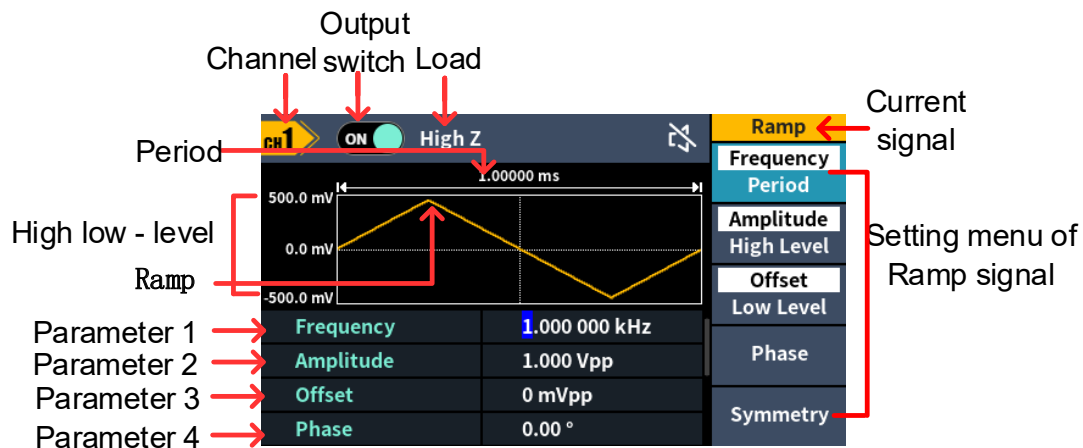 Output
Channel switch Load
Current
signal
CH1 ON High Z Ramp
Period
1.00000 ms
Frequency
Period
500.0 mV
High low - level
0.0 mV
Amplitude
High Level
Setting menu of
Ramp signal
Ramp
-500.0 mV
Offset
Low Level
Parameter 1 Frequency 1.000 000 kHz
Parameter 2 Amplitude 1.000 Vpp
Phase
Parameter 3 Offset 0 mVpp
Parameter 4 Phase 0.00 °
Symmetry